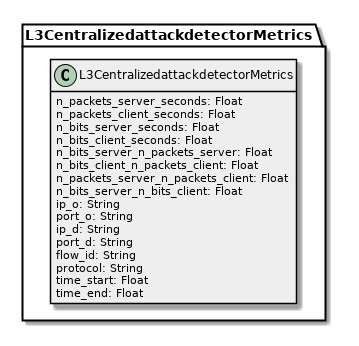 L3CentralizedattackdetectorMetrics
C L3CentralizedattackdetectorMetrics
n_packets_server_seconds: Float
n_packets_client_seconds: Float
n_bits_server_seconds: Float
n_bits_client_seconds: Float
n_bits_server_n_packets_server: Float
n_bits_client_n_packets_client: Float
n_packets_server_n_packets_client: Float
n_bits_server_n_bits_client: Float
ip_o: String
port_o: String
ip_d: String
port_d: String
flow_id: String
protocol: String
time_start: Float
time_end: Float